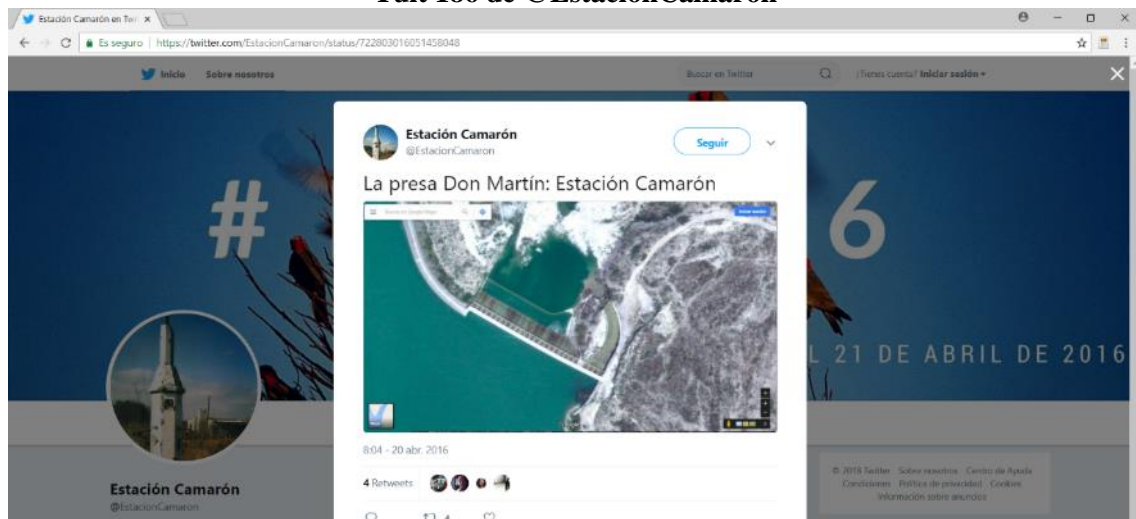 Tuit 186 de @EstacionCamaron
Estación Camarón en Twi
Es seguro
https://twitter.com/EstacionCamaron/status/722803016051458048
Inicio
Sobre nosotros
Buscar en Twitter
¿Tienes cuenta? Iniciar sesión
Estación Camarón
@EstacionCamaron
Seguir
La presa Don Martín: Estación Camarón
#
6
L 21 DE ABRIL DE 2016
8:04 - 20 abr. 2016
4 Retweets
4
Estación Camarón
@EstacionCamaron
© 2018 Twitter Sobre nosotros Centro de Ayuda
Condiciones Política de privacidad Cookies
Información sobre anuncios